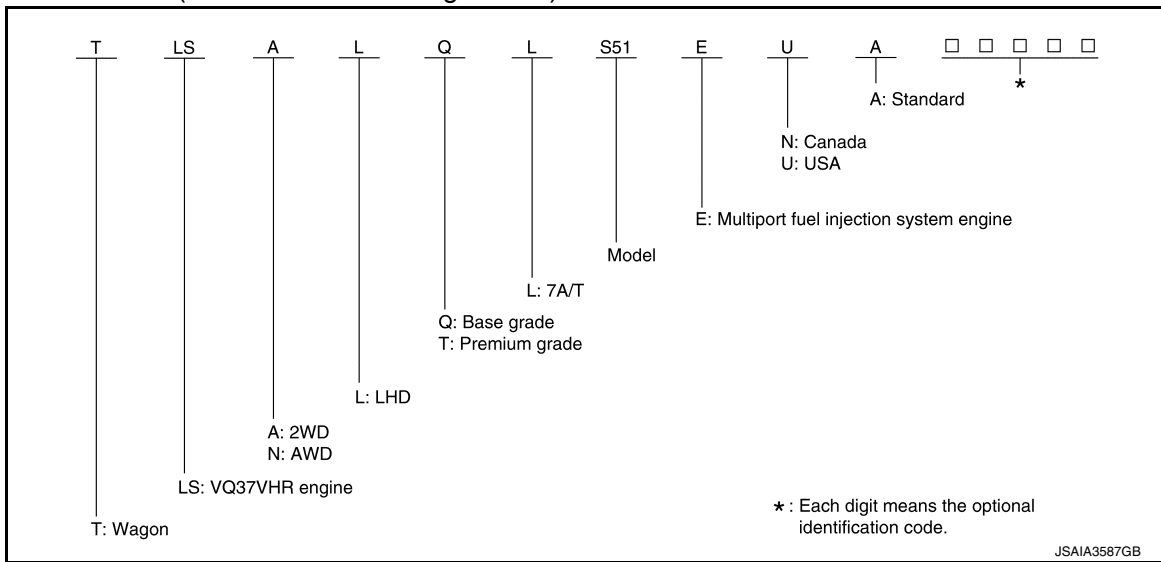 T LS A L Q L S51 E U A □ □ □ □ □
*
A: Standard
N: Canada
U: USA
E: Multiport fuel injection system engine
Model
L: 7A/T
Q: Base grade
T: Premium grade
L: LHD
A: 2WD
N: AWD
LS: VQ37VHR engine
T: Wagon
* : Each digit means the optional
identification code.
JSAIA3587GB